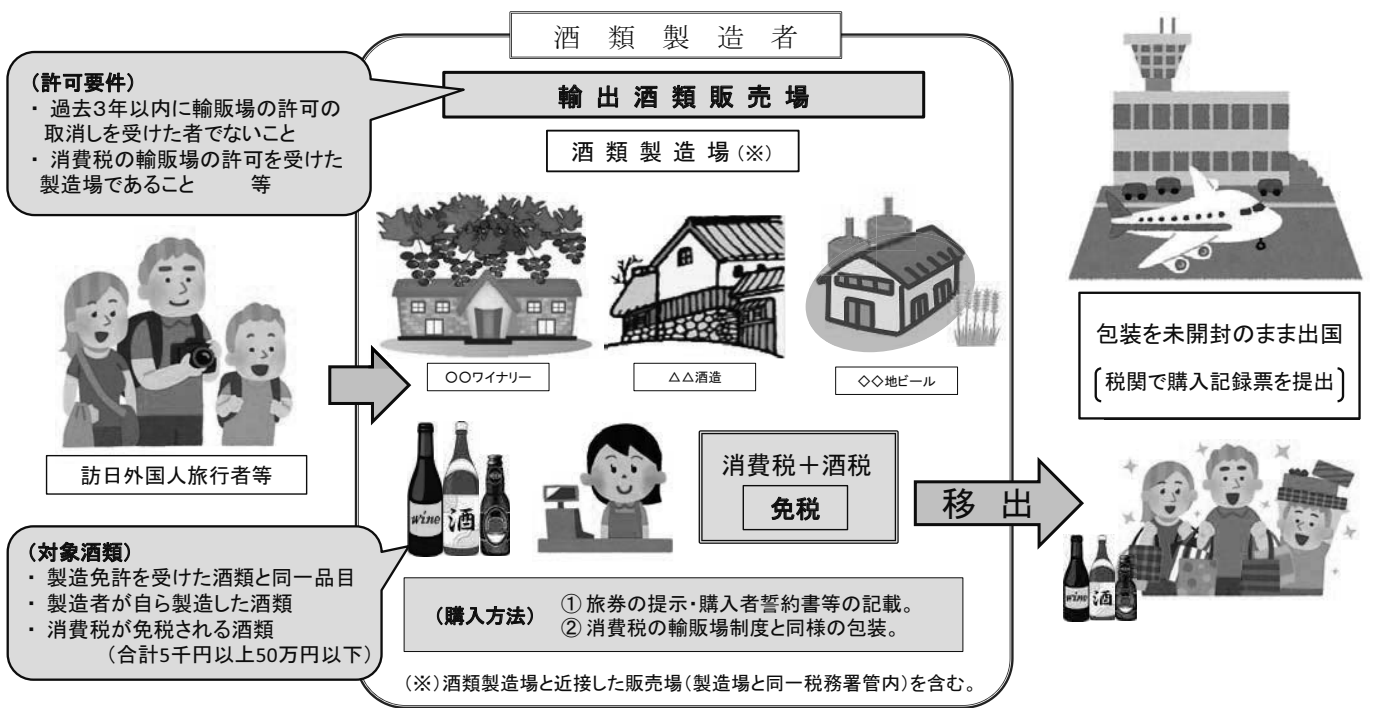 酒類製造者
輸出酒類販売場
酒類製造場(※)
(許可要件)
・ 過去3年以内に輸販場の許可の
取消しを受けた者でないこと
・ 消費税の輸販場の許可を受けた
製造場であること 等
○○ワイナリー
△△酒造
◇◇地ビール
訪日外国人旅行者等
wine
酒
消費税+酒税
免税
移出
包装を未開封のまま出国
〔税関で購入記録票を提出〕
酒
(対象酒類)
・ 製造免許を受けた酒類と同一品目
・ 製造者が自ら製造した酒類
・ 消費税が免税される酒類
(合計5千円以上50万円以下)
(購入方法) ① 旅券の提示・購入者誓約書等の記載。
② 消費税の輸販場制度と同様の包装。
(※)酒類製造場と近接した販売場(製造場と同一税務署管内)を含む。